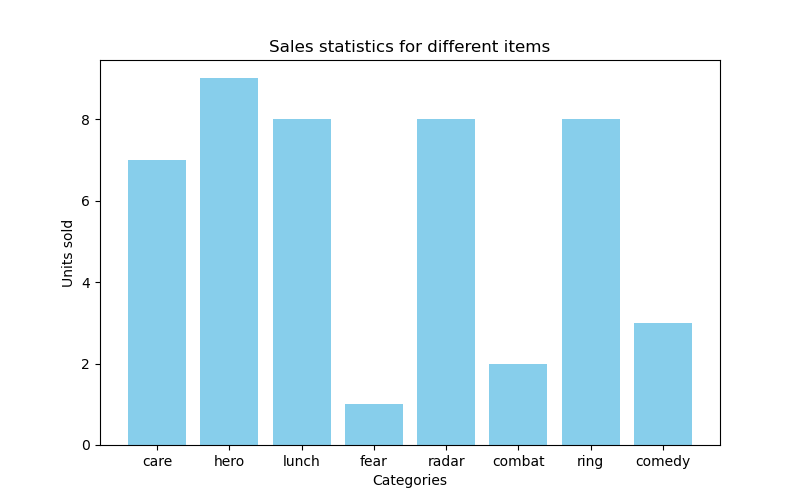 Sales statistics for different items
Units sold
8
6
4
2
0
care hero lunch fear radar combat ring comedy
Categories